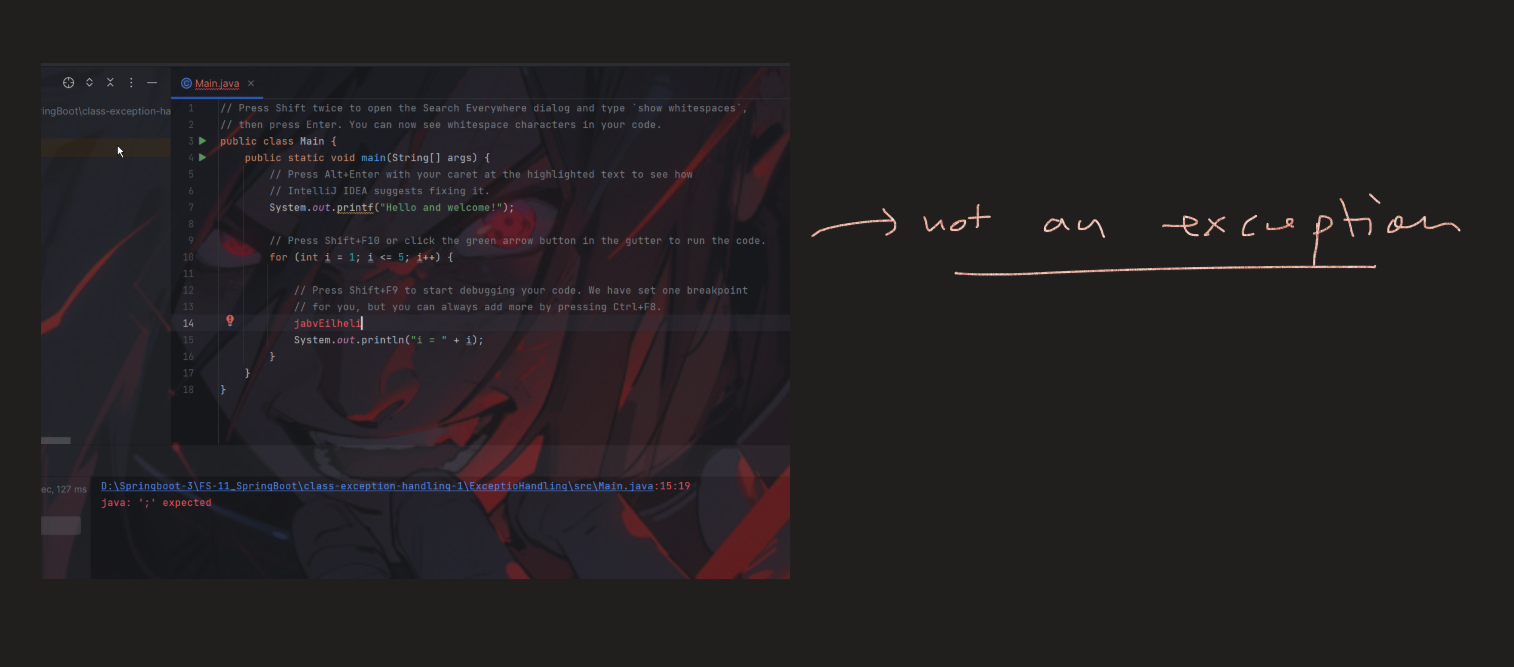 Main.java ×
ringBoot\class-exception-ha
1 // Press Shift twice to open the Search Everywhere dialog and type `show whitespaces`,
2 // then press Enter. You can now see whitespace characters in your code.
3 public class Main {
4 public static void main(String[] args) {
5 // Press Alt+Enter with your caret at the highlighted text to see how
6 // IntelliJ IDEA suggests fixing it.
7 System.out.printf("Hello and welcome!");
8
9 // Press Shift+F10 or click the green arrow button in the gutter to run the code.
10 for (int i = 1; i <= 5; i++) {
11
12 // Press Shift+F9 to start debugging your code. We have set one breakpoint
13 // for you, but you can always add more by pressing Ctrl+F8.
14 jabvEilheli
15 System.out.println("i = " + i);
16 }
17 }
18 }
ec, 127 ms
D:\Springboot-3\FS-11_SpringBoot\class-exception-handling-1\ExceptioHandling\src\Main.java:15:19
java: ';' expected
→ not an exception